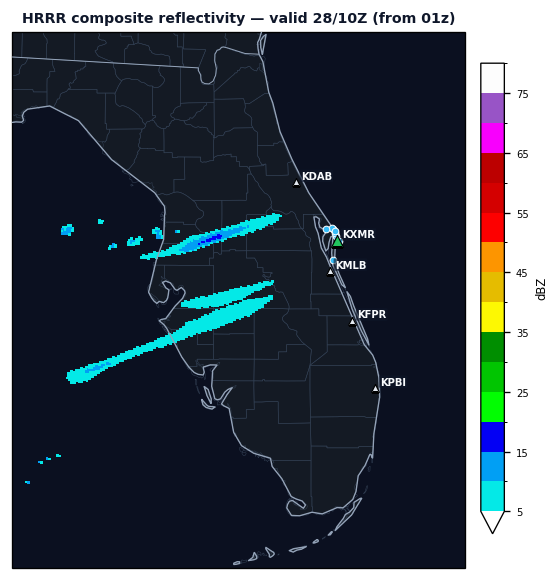 HRRR composite reflectivity — valid 28/10Z (from 01z)
KDAB
KXMR
KMLB
KFPR
KPBI
75
65
55
45
35
25
15
5
dBZ